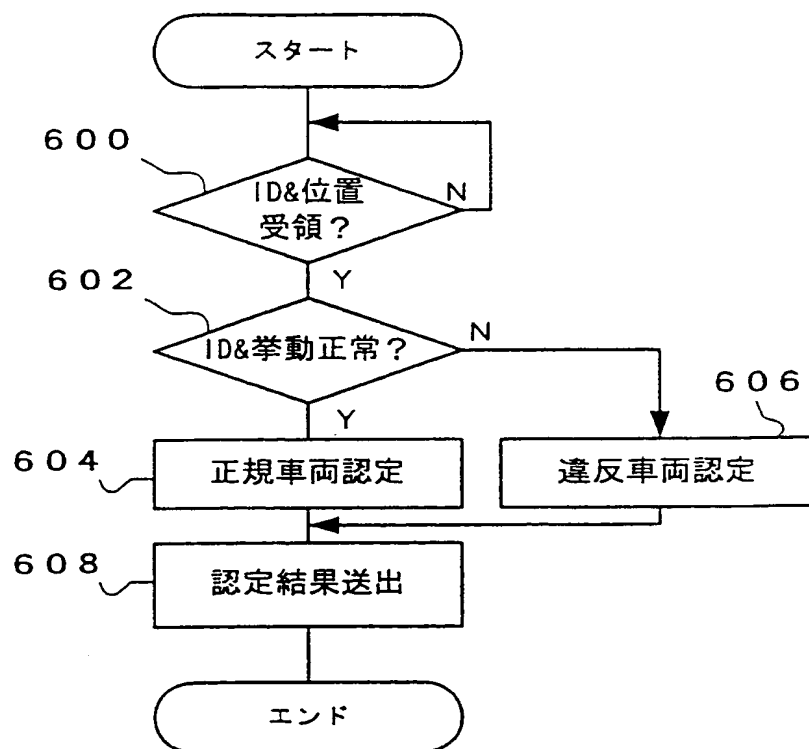 スタート
600
ID&位置
受領?
N
Y
602
ID&挙動正常?
N
Y
606
604
正規車両認定
違反車両認定
608
認定結果送出
エンド